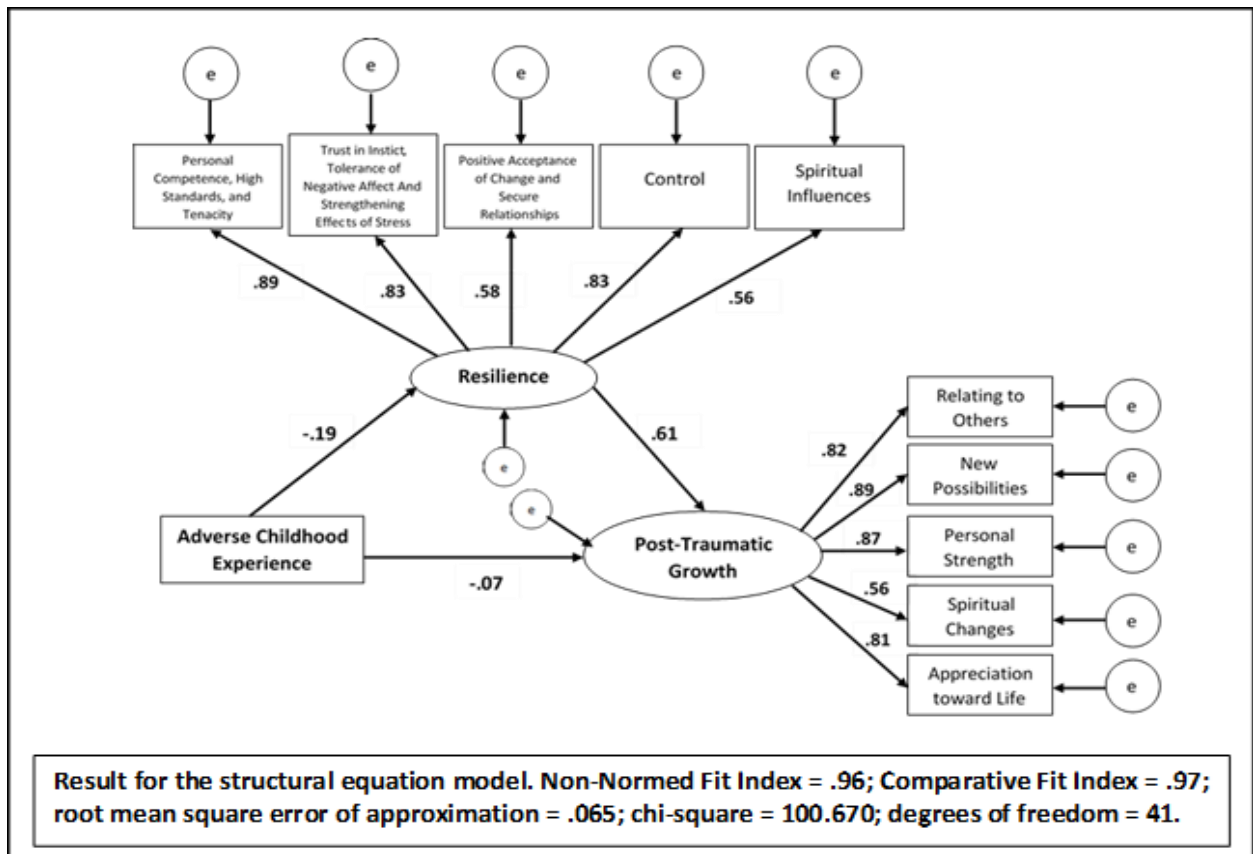 e
e
e
e
e
Personal
Competence, High
Standards, and
Tenacity
Trust in Instict,
Tolerance of
Negative Affect And
Strengthening
Effects of Stress
Positive Acceptance
of Change and
Secure
Relationships
Control
Spiritual
Influences
.89
.83
.58
.83
.56
Resilience
-.19
.61
e
e
Adverse Childhood
Experience
-.07
Post-Traumatic
Growth
.82
.89
.87
.56
.81
Relating to
Others
e
New
Possibilities
e
Personal
Strength
e
Spiritual
Changes
e
Appreciation
toward Life
e
Result for the structural equation model. Non-Normed Fit Index = .96; Comparative Fit Index = .97;
root mean square error of approximation = .065; chi-square = 100.670; degrees of freedom = 41.